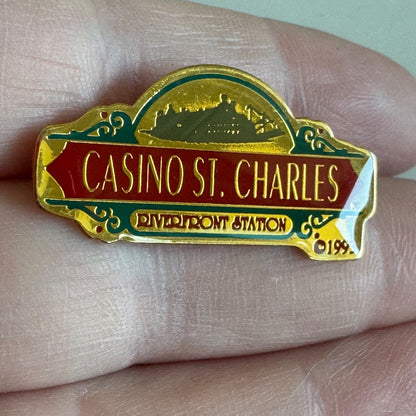 CASINO ST. CHARLES
RIVERFRONT STATION